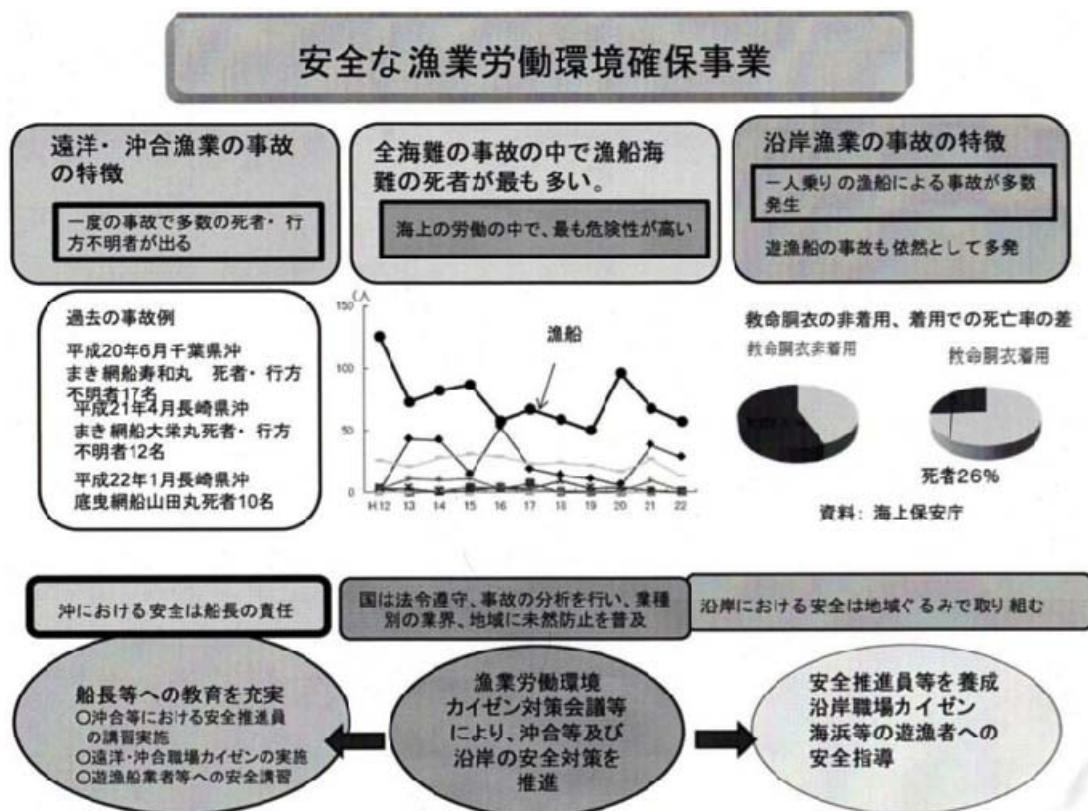 安全な漁業労働環境確保事業
遠洋・沖合漁業の事故
の特徴
一度の事故で多数の死者・行
方不明者が出る
全海難の事故の中で漁船海
難の死者が最も多い。
海上の労働の中で、最も危険性が高い
沿岸漁業の事故の特徴
一人乗りの漁船による事故が多数
発生
遊漁船の事故も依然として多発
過去の事故例
平成20年6月千葉県沖
まき網船寿和丸 死者・行方
不明者17名
平成21年4月長崎県沖
まき網船大栄丸死者・行方
不明者12名
平成22年1月長崎県沖
底曳網船山田丸死者10名
150
100
50
0
漁船
H.12 13 14 15 16 17 18 19 20 21 22
救命胴衣の非着用、着用での死亡率の差
救命胴衣非着用
救命胴衣着用
死者26%
資料:海上保安庁
沖における安全は船長の責任
国は法令遵守、事故の分析を行い、業種
別の業界、地域に未然防止を普及
沿岸における安全は地域ぐるみで取り組む
船長等への教育を充実
○沖合等における安全推進員
の講習実施
○遠洋・沖合職場カイゼンの実施
○遊漁船業者等への安全講習
漁業労働環境
カイゼン対策会議等
により、沖合等及び
沿岸の安全対策を
推進
安全推進員等を養成
沿岸職場カイゼン
海浜等の遊漁者への
安全指導